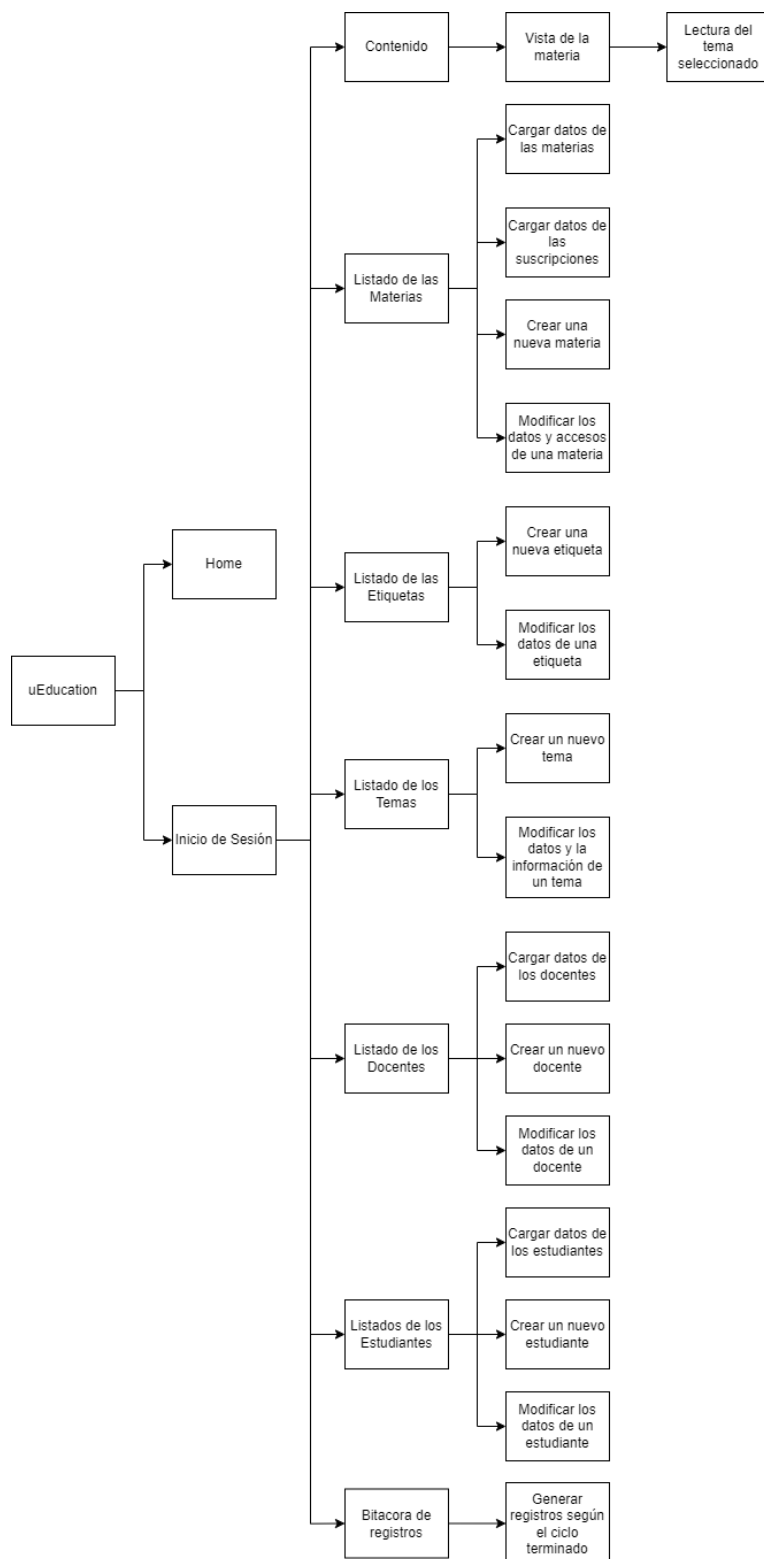 Contenido
Vista de la
materia
Lectura del
tema
seleccionado
Cargar datos de
las materias
Cargar datos de
las
suscripciones
Listado de las
Materias
Crear una
nueva materia
Modificar los
datos y accesos
de una materia
Crear una
nueva etiqueta
Home
Listado de las
Etiquetas
Modificar los
datos de una
etiqueta
uEducation
Crear un nuevo
tema
Inicio de Sesión
Listado de los
Temas
Modificar los
datos y la
información de
un tema
Cargar datos de
los docentes
Listado de los
Docentes
Crear un nuevo
docente
Modificar los
datos de un
docente
Cargar datos de
los estudiantes
Listados de los
Estudiantes
Crear un nuevo
estudiante
Modificar los
datos de un
estudiante
Bitacora de
registros
Generar
registros según
el ciclo
terminado